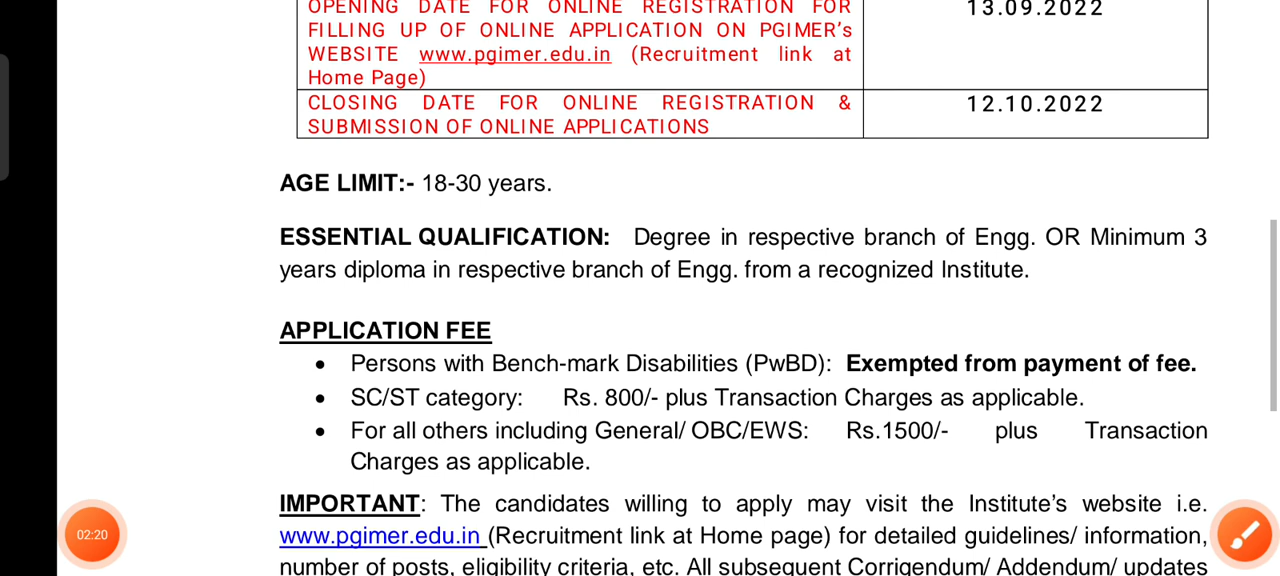 OPENING DATE FOR ONLINE REGISTRATION FOR 13.09.2022
FILLING UP OF ONLINE APPLICATION ON PGIMER's
WEBSITE www.pgimer.edu.in (Recruitment link at
Home Page)
CLOSING DATE FOR ONLINE REGISTRATION & 12.10.2022
SUBMISSION OF ONLINE APPLICATIONS
AGE LIMIT:- 18-30 years.
ESSENTIAL QUALIFICATION: Degree in respective branch of Engg. OR Minimum 3
years diploma in respective branch of Engg. from a recognized Institute.
APPLICATION FEE
• Persons with Bench-mark Disabilities (PwBD): Exempted from payment of fee.
• SC/ST category: Rs. 800/- plus Transaction Charges as applicable.
• For all others including General/ OBC/EWS: Rs.1500/- plus Transaction
Charges as applicable.
IMPORTANT: The candidates willing to apply may visit the Institute's website i.e.
www.pgimer.edu.in (Recruitment link at Home page) for detailed guidelines/ information,
number of posts, eligibility criteria, etc. All subsequent Corrigendum/ Addendum/ updates
02:20